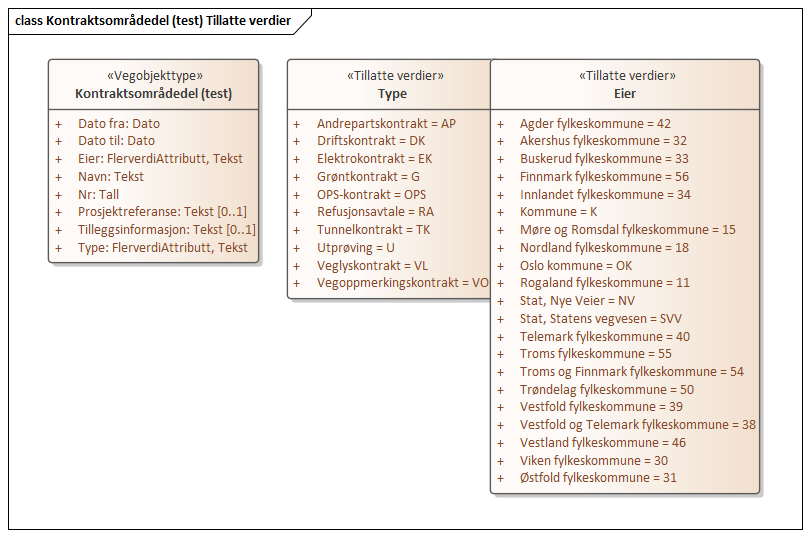 class Kontraktsområdedel (test) Tillatte verdier
«Vegobjekttype»
Kontraktsområdedel (test)
+ Dato fra: Dato
+ Dato til: Dato
+ Eier: FlerverdiAttributt, Tekst
+ Navn: Tekst
+ Nr: Tall
+ Prosjektreferanse: Tekst [0..1]
+ Tilleggsinformasjon: Tekst [0..1]
+ Type: FlerverdiAttributt, Tekst
«Tillatte verdier»
Type
+ Andrepartskontrakt = AP
+ Driftskontrakt = DK
+ Elektrokontrakt = EK
+ Grøntkontrakt = G
+ OPS-kontrakt = OPS
+ Refusjonsavtale = RA
+ Tunnelkontrakt = TK
+ Utprøving = U
+ Veglyskontrakt = VL
+ Vegoppmerkingskontrakt = VO
«Tillatte verdier»
Eier
+ Agder fylkeskommune = 42
+ Akershus fylkeskommune = 32
+ Buskerud fylkeskommune = 33
+ Finnmark fylkeskommune = 56
+ Innlandet fylkeskommune = 34
+ Kommune = K
+ Møre og Romsdal fylkeskommune = 15
+ Nordland fylkeskommune = 18
+ Oslo kommune = OK
+ Rogaland fylkeskommune = 11
+ Stat, Nye Veier = NV
+ Stat, Statens vegvesen = SVV
+ Telemark fylkeskommune = 40
+ Troms fylkeskommune = 55
+ Troms og Finnmark fylkeskommune = 54
+ Trøndelag fylkeskommune = 50
+ Vestfold fylkeskommune = 39
+ Vestfold og Telemark fylkeskommune = 38
+ Vestland fylkeskommune = 46
+ Viken fylkeskommune = 30
+ Østfold fylkeskommune = 31